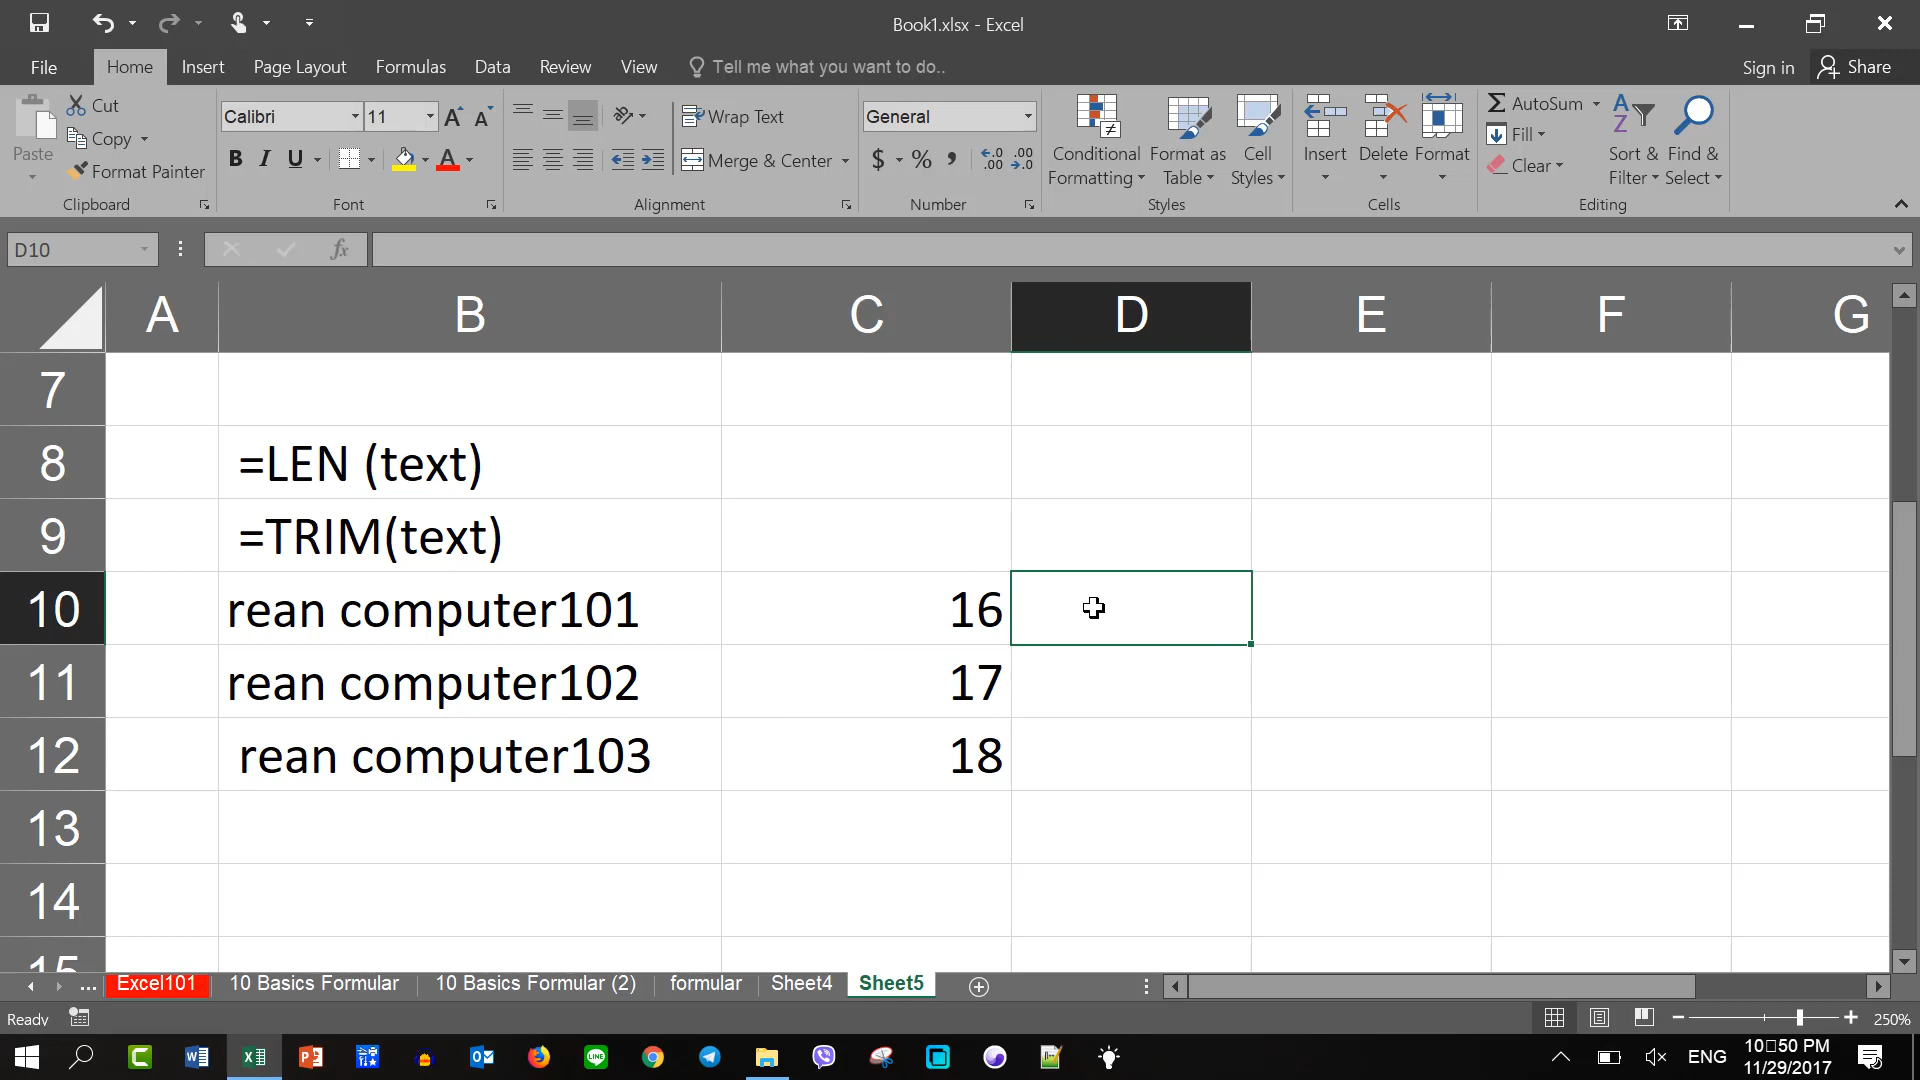 Book1.xlsx - Excel
File
Home
Insert
Page Layout
Formulas
Data
Review
View
Tell me what you want to do..
Sign in
Share
Paste
Cut
Copy
Format Painter
Clipboard
Calibri
11
B I U
Font
Wrap Text
Merge & Center
Alignment
General
$ % ,
Number
Conditional
Formatting
Format as
Table
Cell
Styles
Styles
Insert
Delete
Format
Cells
AutoSum
Fill
Clear
Sort &
Filter
Find &
Select
Editing
D10
fx
A B C D E F G
7
8 =LEN (text)
9 =TRIM(text)
10 rean computer101 16
11 rean computer102 17
12 rean computer103 18
13
14
15
... Excel101
10 Basics Formular
10 Basics Formular (2)
formular
Sheet4
Sheet5
Ready
250%
ENG
10□50 PM
11/29/2017